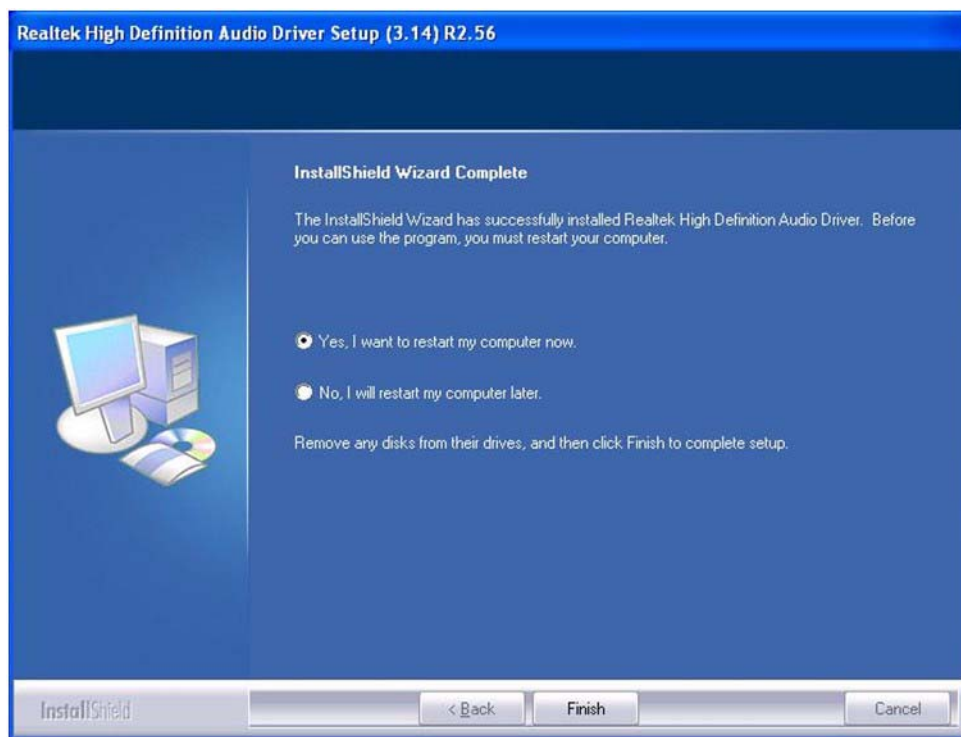 Realtek High Definition Audio Driver Setup (3.14) R2.56
InstallShield Wizard Complete
The InstallShield Wizard has successfully installed Realtek High Definition Audio Driver. Before
you can use the program, you must restart your computer.
Yes, I want to restart my computer now.
No, I will restart my computer later.
Remove any disks from their drives, and then click Finish to complete setup.
InstallShield
< Back
Finish
Cancel